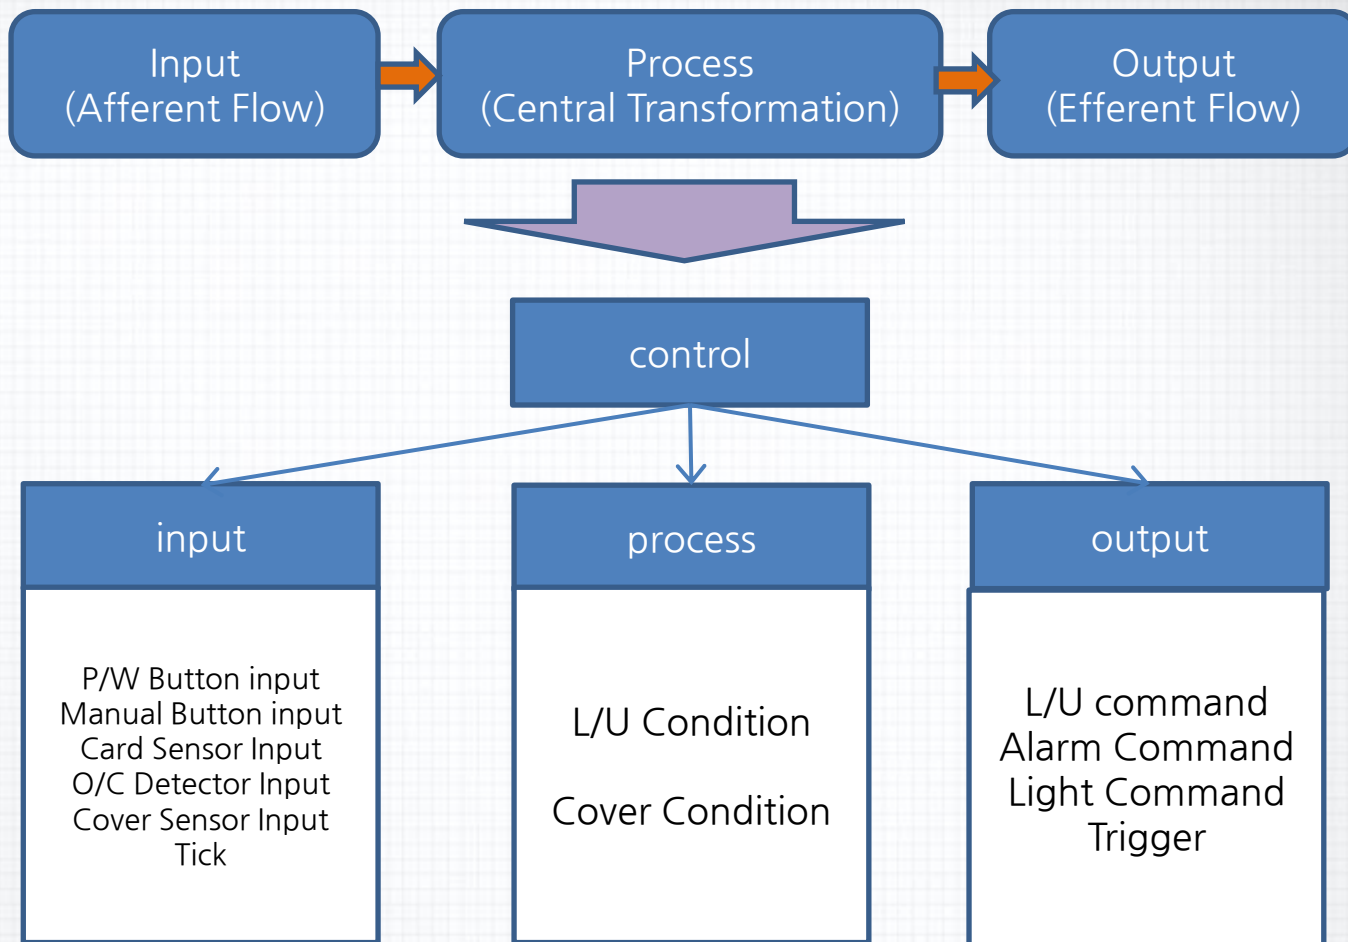 Input
(Afferent Flow)
Process
(Central Transformation)
Output
(Efferent Flow)
control
input
process
output
P/W Button input
Manual Button input
Card Sensor Input
O/C Detector Input
Cover Sensor Input
Tick
L/U Condition
Cover Condition
L/U command
Alarm Command
Light Command
Trigger